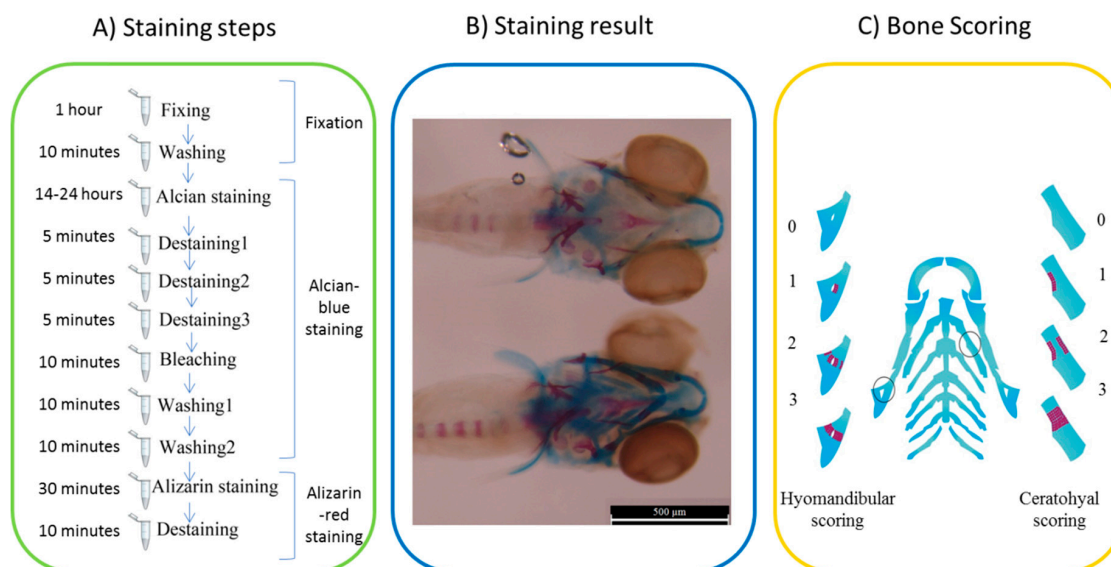 A) Staining steps
1 hour
Fixing
10 minutes
Washing
Fixation
14-24 hours
Alcian staining
5 minutes
Destaining1
5 minutes
Destaining2
5 minutes
Destaining3
10 minutes
Bleaching
10 minutes
Washing1
10 minutes
Washing2
Alcian-
blue
staining
30 minutes
Alizarin staining
10 minutes
Destaining
Alizarin
-red
staining
B) Staining result
500 µm
C) Bone Scoring
0
1
2
3
Hyomandibular
scoring
0
1
2
3
Ceratohyal
scoring